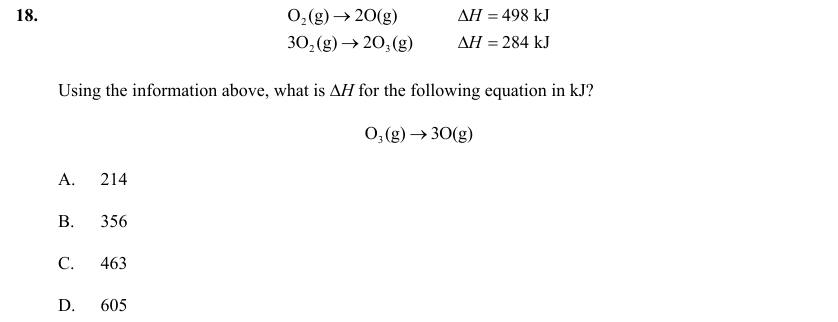 18. O₂(g) → 2O(g) ΔH = 498 kJ
3O₂(g) → 2O₃(g) ΔH = 284 kJ
Using the information above, what is ΔH for the following equation in kJ?
O₃(g) → 3O(g)
A. 214
B. 356
C. 463
D. 605